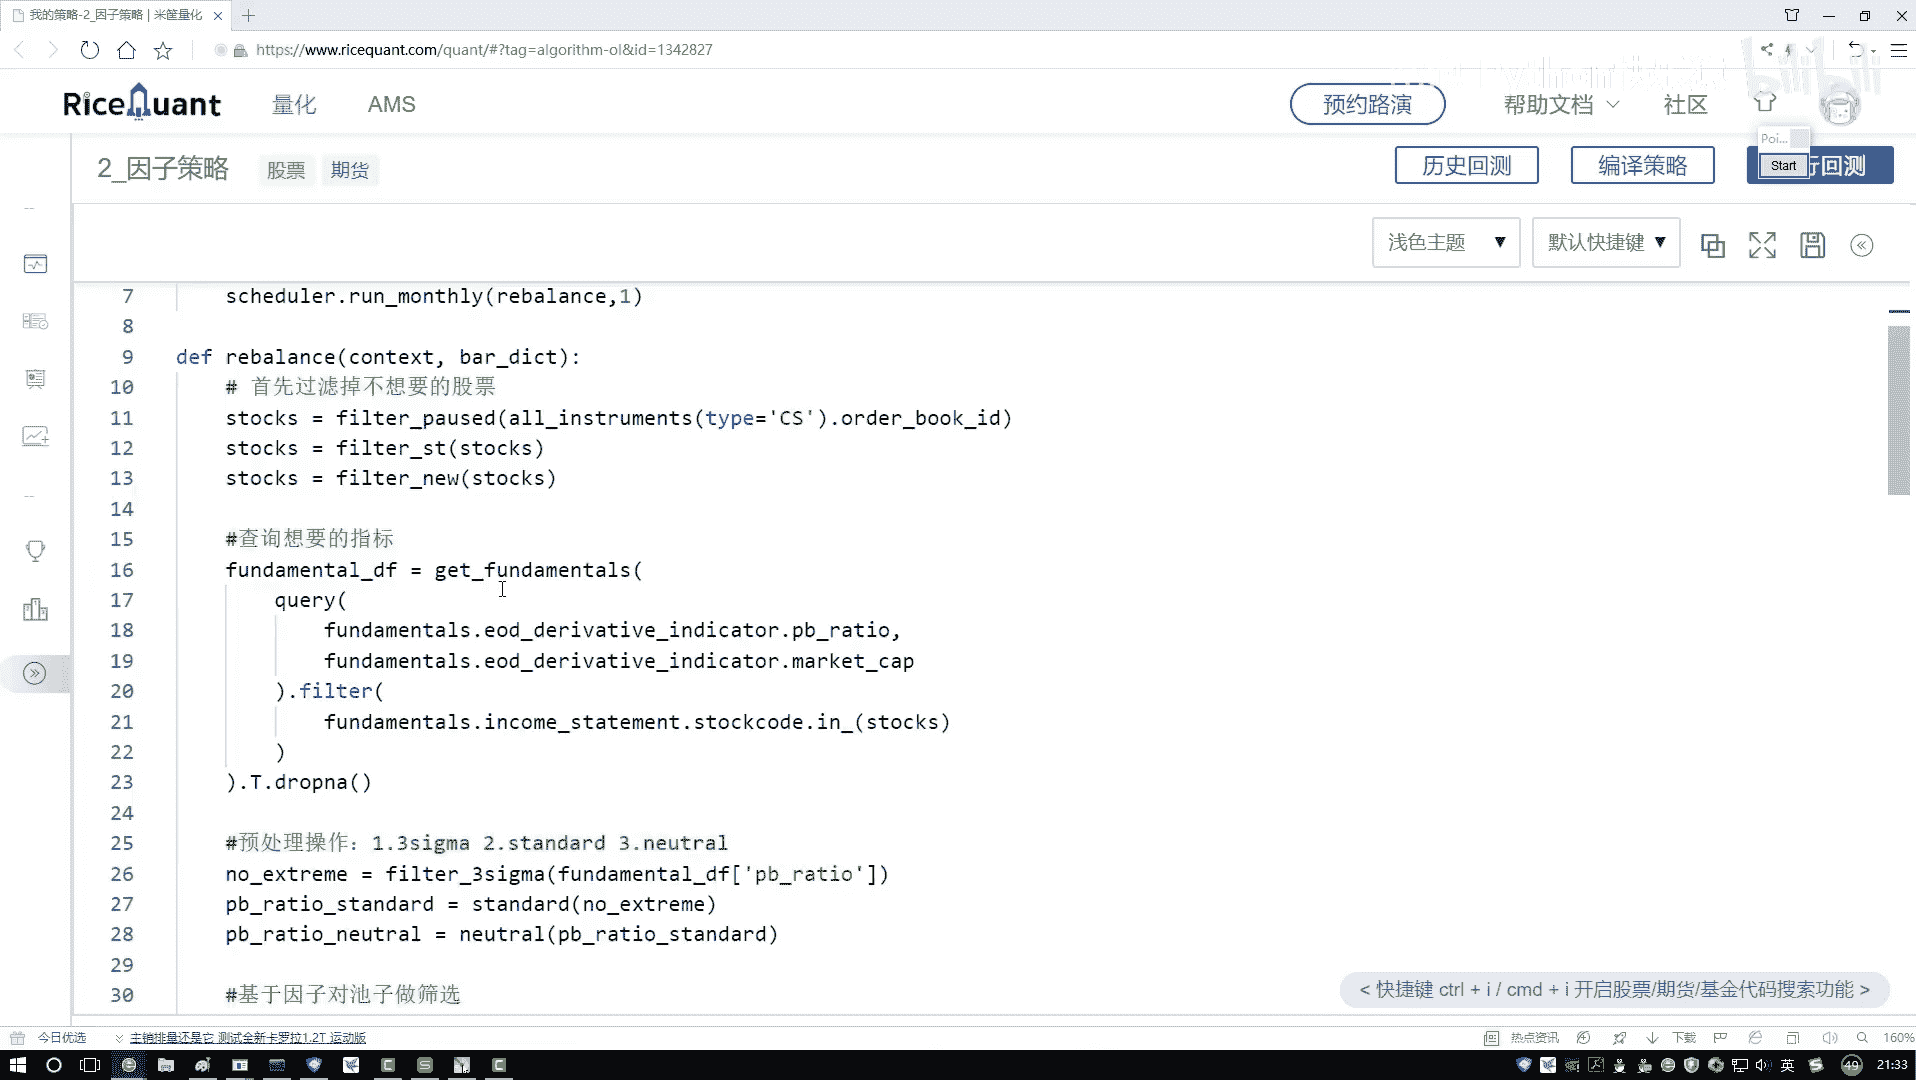 我的策略-2_因子策略 | 米筐量化
https://www.ricequant.com/quant/#?tag=algorithm-ol&id=1342827
RiceQuant 量化 AMS 预约路演 帮助文档 社区
Poi...
2_因子策略 股票 期货 历史回测 编译策略 Start 行回测
浅色主题 ▼ 默认快捷键 ▼
7 scheduler.run_monthly(rebalance,1)
8
9 def rebalance(context, bar_dict):
10 # 首先过滤掉不想要的股票
11 stocks = filter_paused(all_instruments(type='CS').order_book_id)
12 stocks = filter_st(stocks)
13 stocks = filter_new(stocks)
14
15 #查询想要的指标
16 fundamental_df = get_fundamentals(
17 query(
18 fundamentals.eod_derivative_indicator.pb_ratio,
19 fundamentals.eod_derivative_indicator.market_cap
20 ).filter(
21 fundamentals.income_statement.stockcode.in_(stocks)
22 )
23 ).T.dropna()
24
25 #预处理操作：1.3sigma 2.standard 3.neutral
26 no_extreme = filter_3sigma(fundamental_df['pb_ratio'])
27 pb_ratio_standard = standard(no_extreme)
28 pb_ratio_neutral = neutral(pb_ratio_standard)
29
30 #基于因子对池子做筛选
< 快捷键 ctrl + i / cmd + i 开启股票/期货/基金代码搜索功能 >
今日优选 主销排量还是它 测试全新卡罗拉1.2T 运动版 热点资讯 下载 160%
英 49 21:33